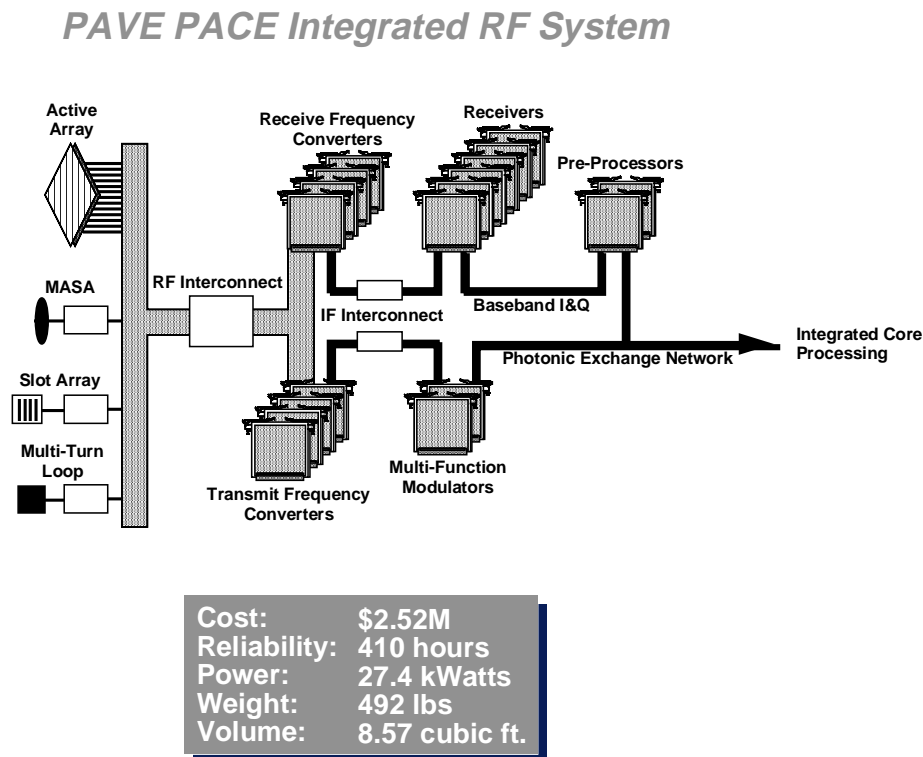 PAVE PACE Integrated RF System
Active
Array
Receive Frequency
Converters
Receivers
Pre-Processors
MASA
RF Interconnect
IF Interconnect
Baseband I&Q
Photonic Exchange Network
Integrated Core
Processing
Slot Array
Multi-Turn
Loop
Transmit Frequency
Converters
Multi-Function
Modulators
Cost: $2.52M
Reliability: 410 hours
Power: 27.4 kWatts
Weight: 492 lbs
Volume: 8.57 cubic ft.